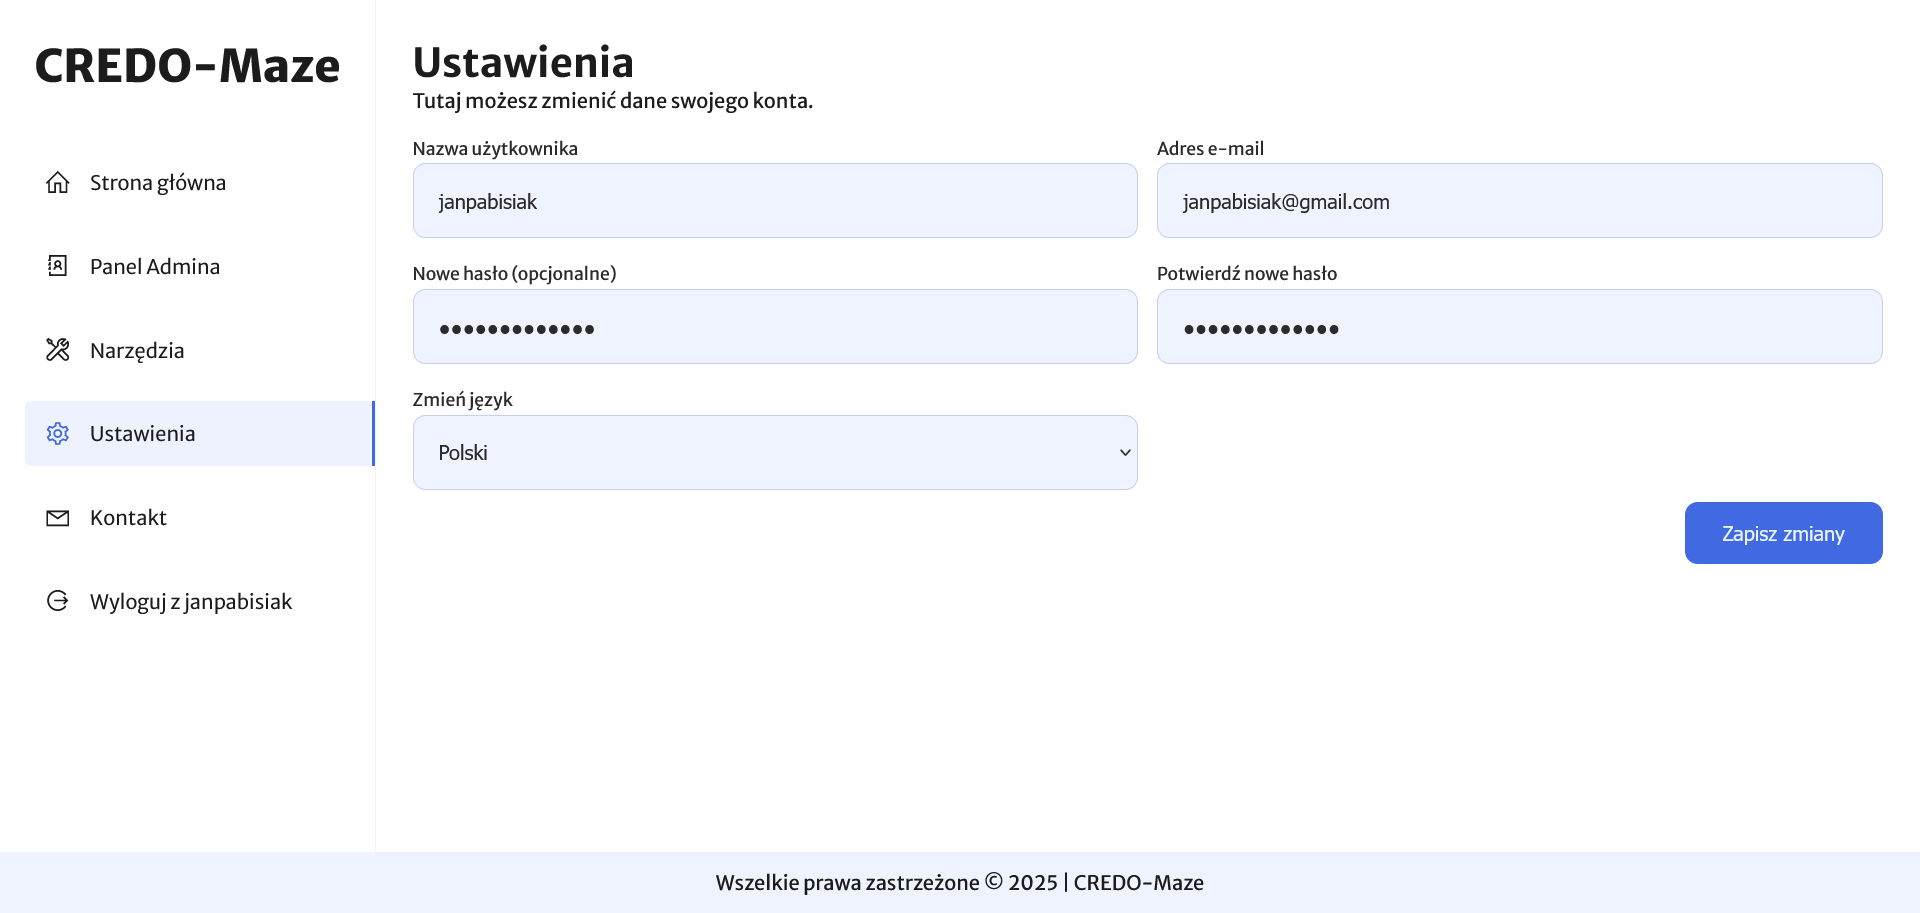 CREDO-Maze
Strona główna
Panel Admina
Narzędzia
Ustawienia
Kontakt
Wyloguj z janpabisiak
Ustawienia
Tutaj możesz zmienić dane swojego konta.
Nazwa użytkownika
janpabisiak
Adres e-mail
janpabisiak@gmail.com
Nowe hasło (opcjonalne)
●●●●●●●●●●●●●
Potwierdź nowe hasło
●●●●●●●●●●●●●
Zmień język
Polski
Zapisz zmiany
Wszelkie prawa zastrzeżone © 2025 | CREDO-Maze